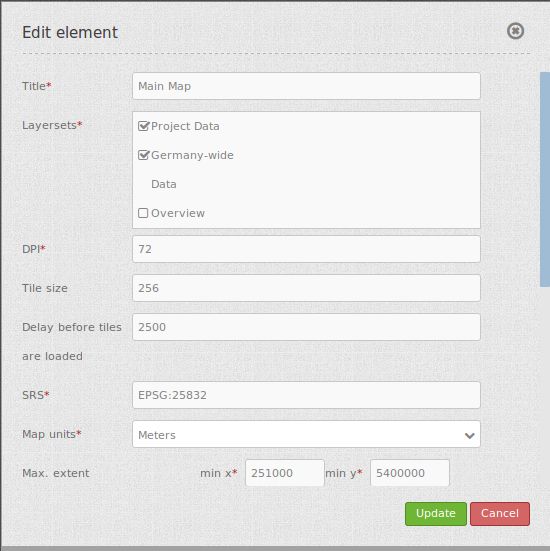 Edit element
Title* Main Map
Layersets* Project Data
Germany-wide
Data
Overview
DPI* 72
Tile size 256
Delay before tiles 2500
are loaded
SRS* EPSG:25832
Map units* Meters
Max. extent min x* 251000 min y* 5400000
Update Cancel